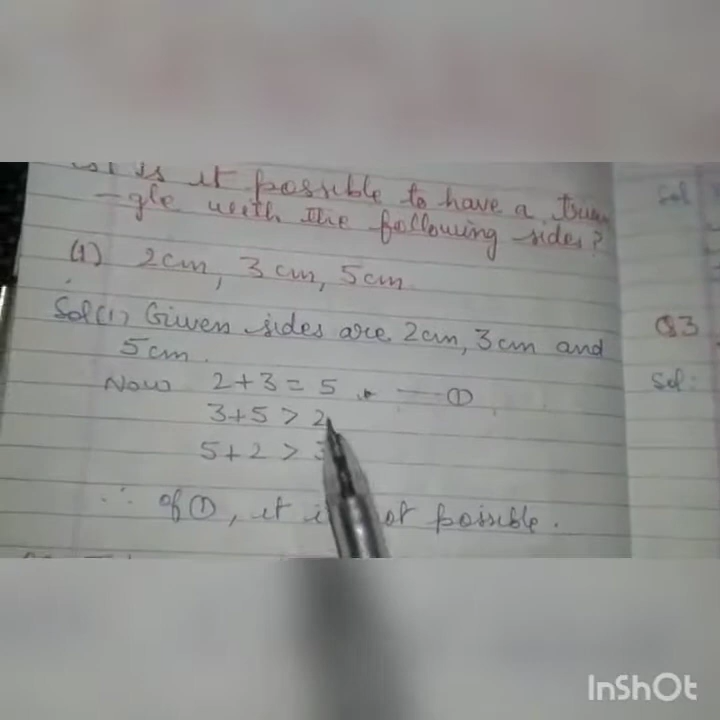 is it possible to have a trian
-gle with the following sides?
(1) 2cm, 3cm, 5cm
Sol(1) Given sides are 2cm, 3cm and
5cm.
Now 2+3 = 5 — ①
3+5 > 2
5+2 >
∴ of ①, it not possible.
Sol
Q3
Sol:
InShOt